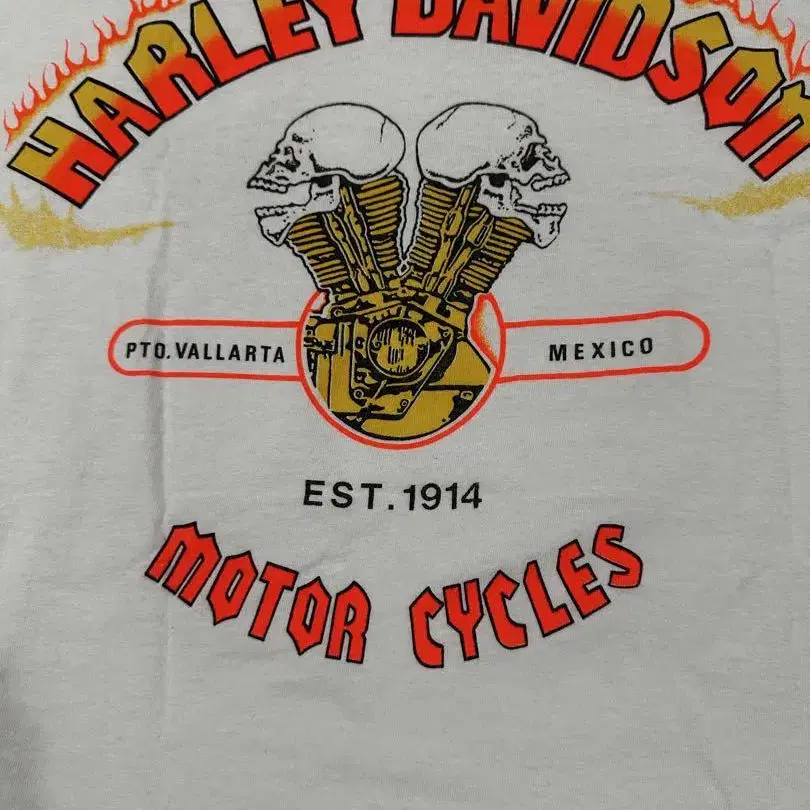 HARLEY DAVIDSON
PTO. VALLARTA
MEXICO
EST. 1914
MOTOR CYCLES